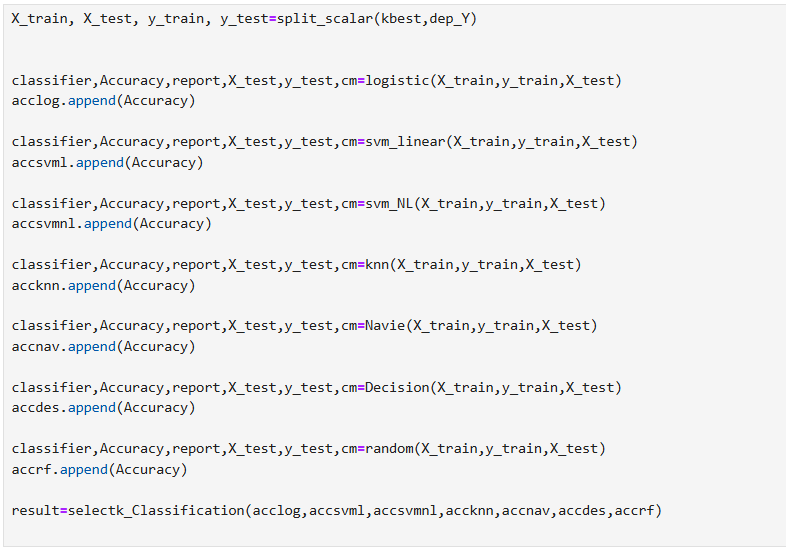 X_train, X_test, y_train, y_test=split_scalar(kbest,dep_Y)
classifier,Accuracy,report,X_test,y_test,cm=logistic(X_train,y_train,X_test)
acclog.append(Accuracy)
classifier,Accuracy,report,X_test,y_test,cm=svm_linear(X_train,y_train,X_test)
accsvml.append(Accuracy)
classifier,Accuracy,report,X_test,y_test,cm=svm_NL(X_train,y_train,X_test)
accsvmnl.append(Accuracy)
classifier,Accuracy,report,X_test,y_test,cm=knn(X_train,y_train,X_test)
accknn.append(Accuracy)
classifier,Accuracy,report,X_test,y_test,cm=Navie(X_train,y_train,X_test)
accnav.append(Accuracy)
classifier,Accuracy,report,X_test,y_test,cm=Decision(X_train,y_train,X_test)
accdes.append(Accuracy)
classifier,Accuracy,report,X_test,y_test,cm=random(X_train,y_train,X_test)
accrf.append(Accuracy)
result=selectk_Classification(acclog,accsvml,accsvmnl,accknn,accnav,accdes,accrf)